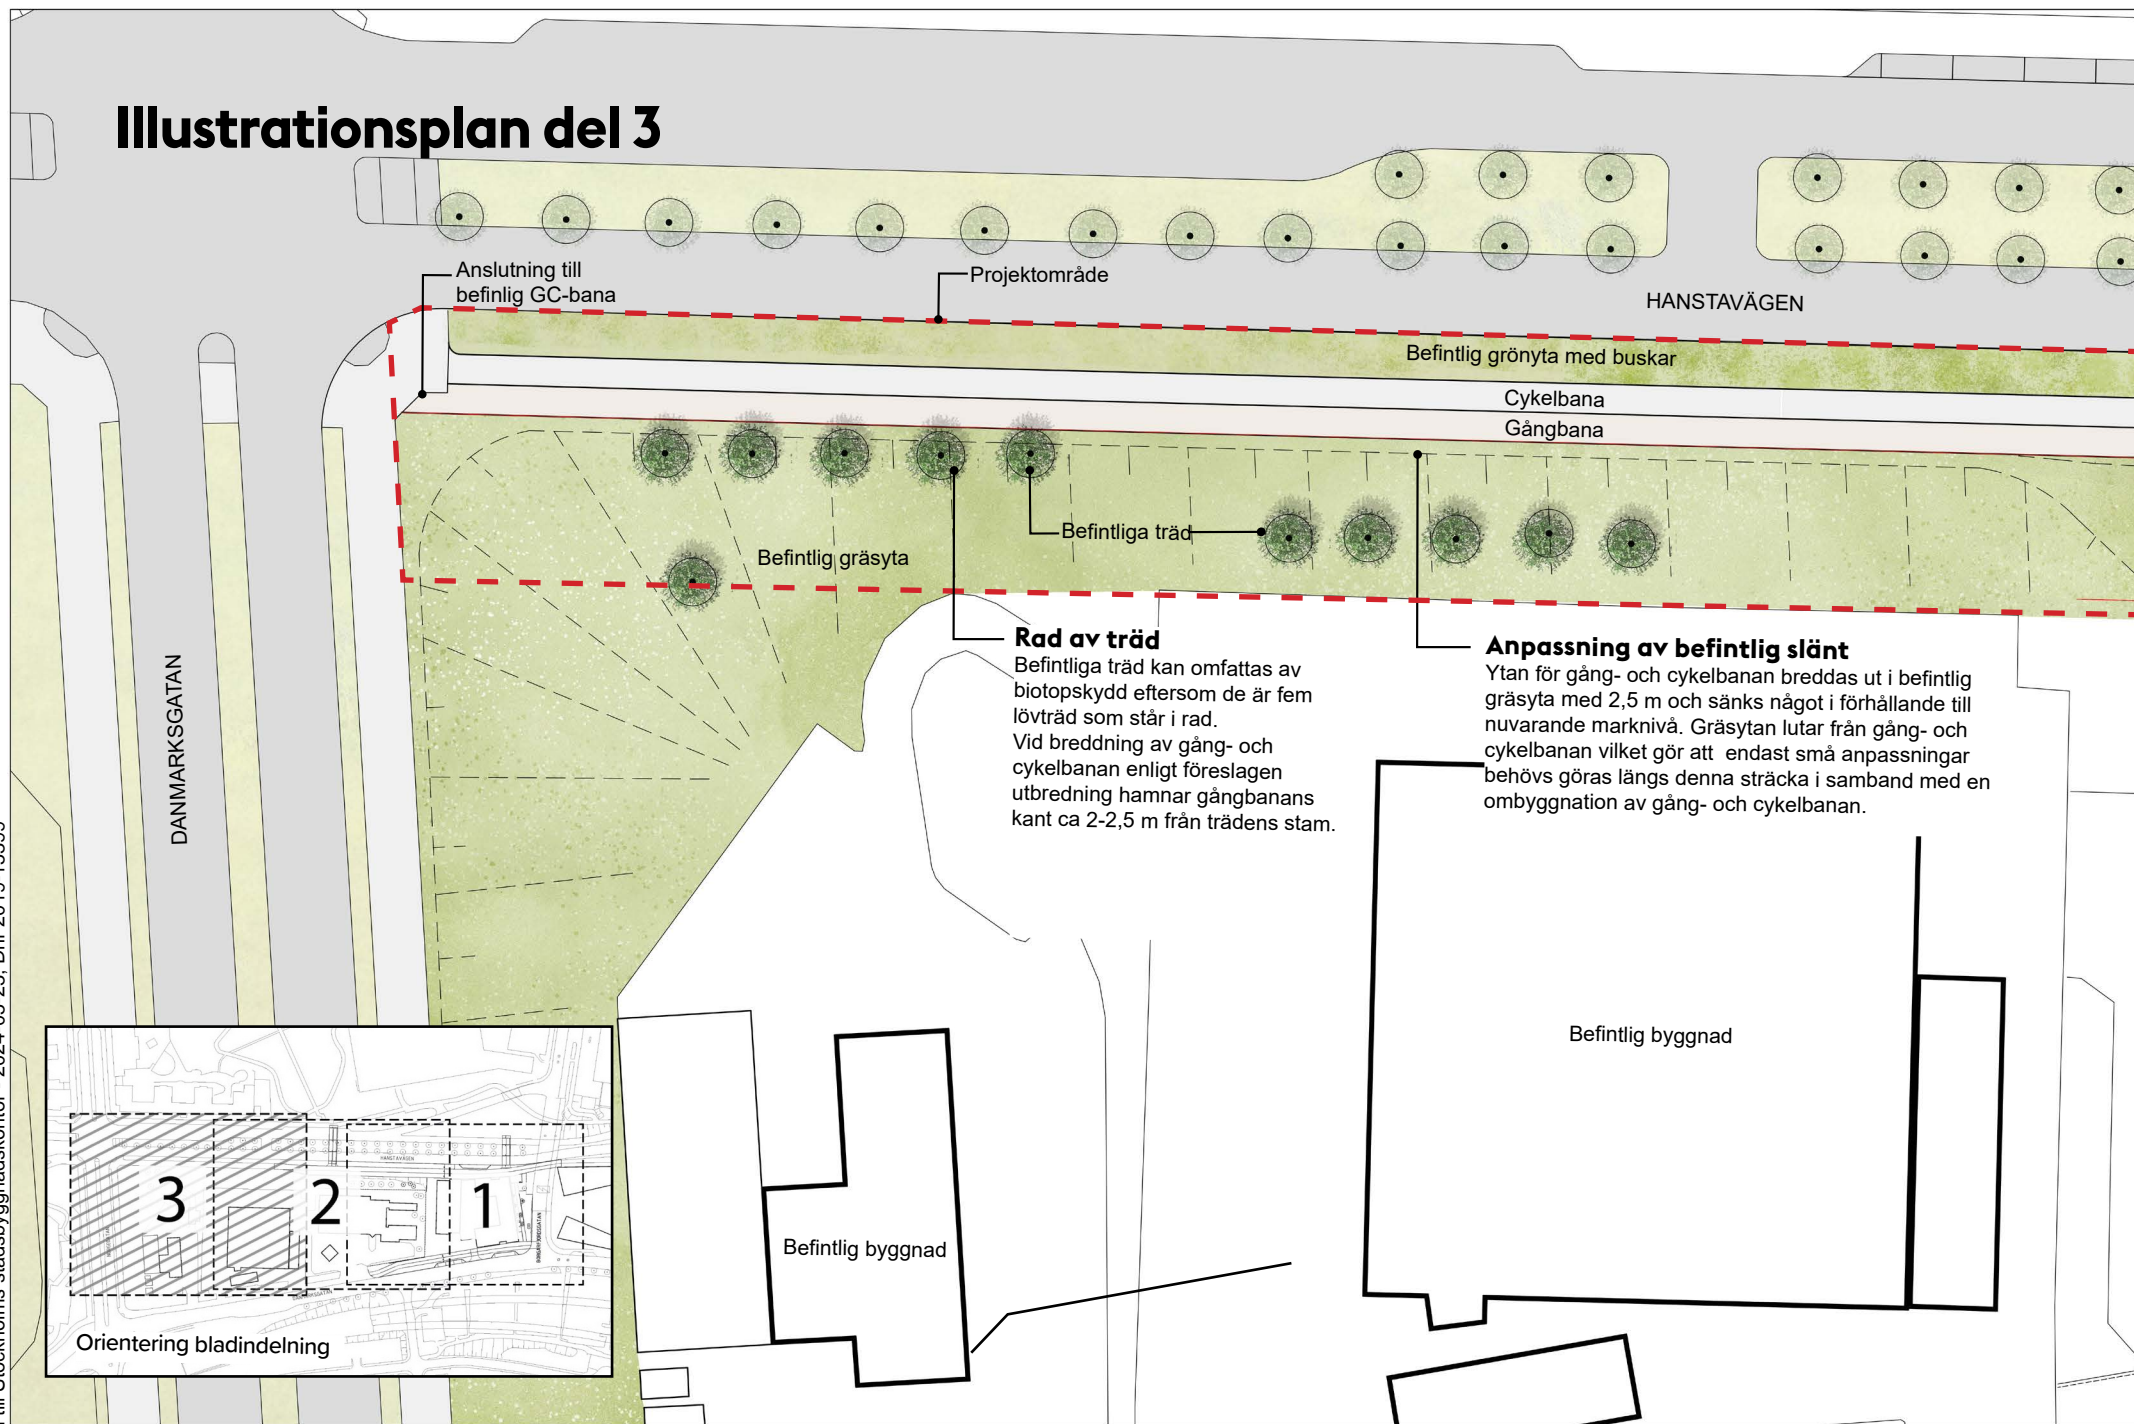 Illustrationsplan del 3
Anslutning till
befinlig GC-bana
Projektområde
HANSTAVÄGEN
Befintlig grönyta med buskar
Cykelbana
Gångbana
Befintliga träd
Befintlig gräsyta
Rad av träd
Befintliga träd kan omfattas av
biotopskydd eftersom de är fem
lövträd som står i rad.
Vid breddning av gång- och
cykelbanan enligt föreslagen
utbredning hamnar gångbanans
kant ca 2-2,5 m från trädens stam.
Anpassning av befintlig slänt
Ytan för gång- och cykelbanan breddas ut i befintlig
gräsyta med 2,5 m och sänks något i förhållande till
nuvarande marknivå. Gräsytan lutar från gång- och
cykelbanan vilket gör att endast små anpassningar
behövs göras längs denna sträcka i samband med en
ombyggnation av gång- och cykelbanan.
DANMARKSGATAN
Befintlig byggnad
Befintlig byggnad
3
2
1
HANSTAVÄGEN
DANMARKSGATAN
Orientering bladindelning